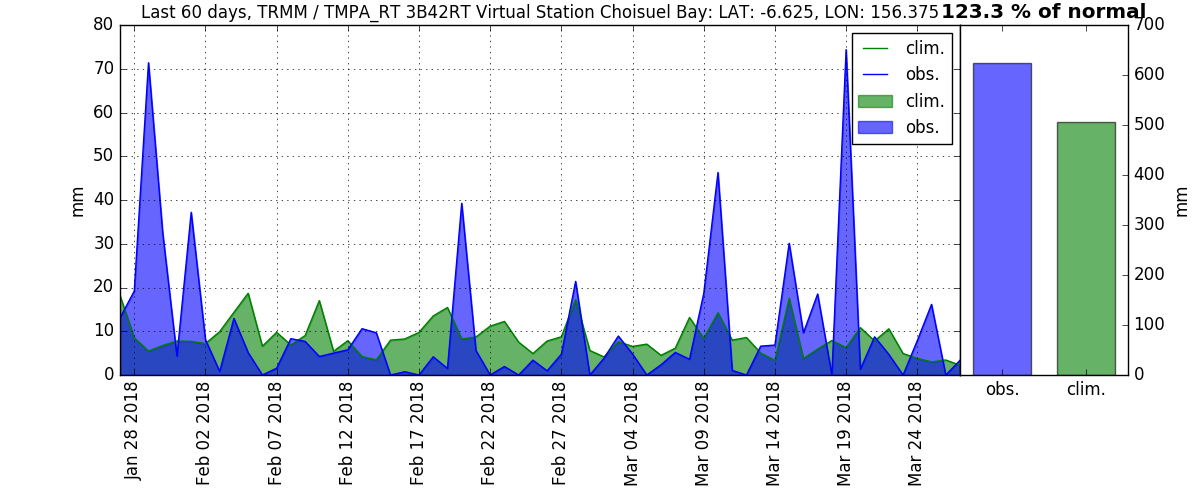 Last 60 days, TRMM / TMPA_RT 3B42RT Virtual Station Choisuel Bay: LAT: -6.625, LON: 156.375
123.3 % of normal
80
70
60
50
40
30
20
10
0
mm
clim.
obs.
clim.
obs.
Jan 28 2018
Feb 02 2018
Feb 07 2018
Feb 12 2018
Feb 17 2018
Feb 22 2018
Feb 27 2018
Mar 04 2018
Mar 09 2018
Mar 14 2018
Mar 19 2018
Mar 24 2018
700
600
500
400
300
200
100
0
mm
obs.
clim.